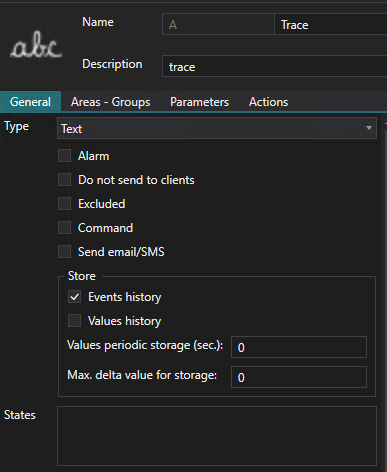 abc
Name A Trace
Description trace
General Areas - Groups Parameters Actions
Type Text
Alarm
Do not send to clients
Excluded
Command
Send email/SMS
Store
Events history
Values history
Values periodic storage (sec.): 0
Max. delta value for storage: 0
States